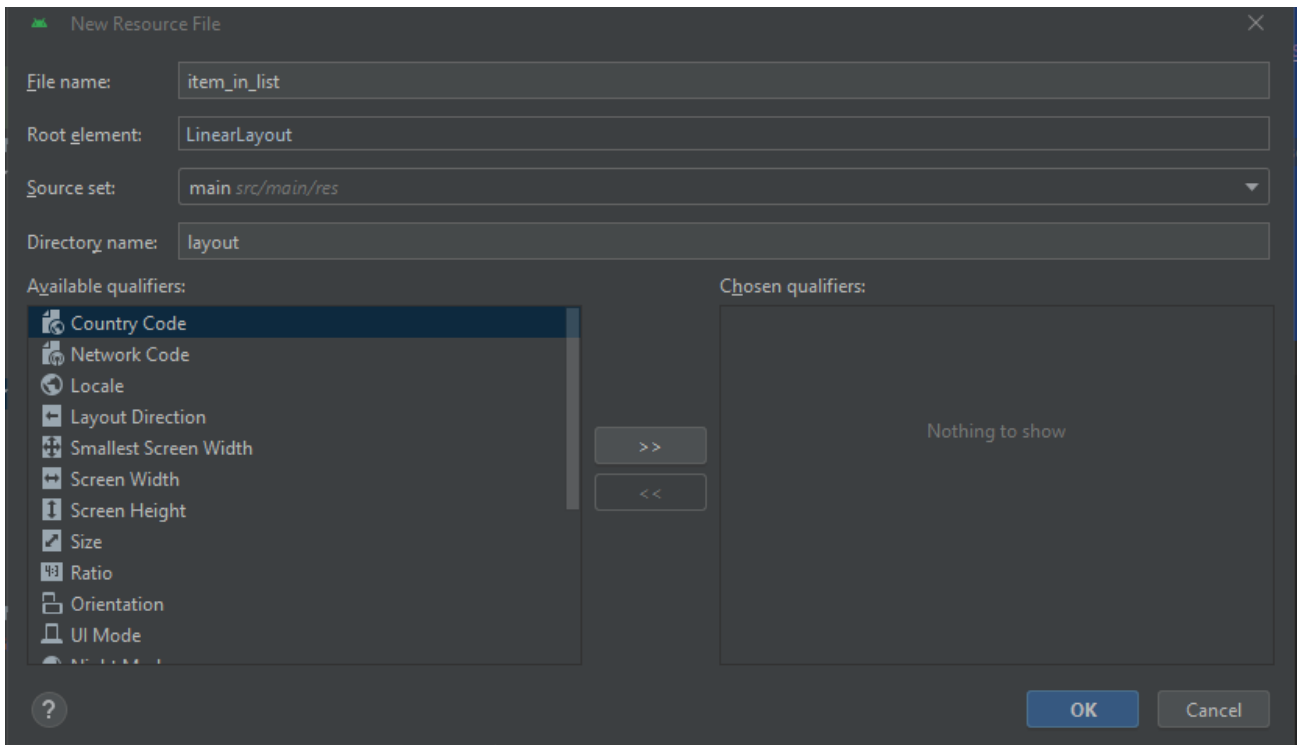 New Resource File
File name: item_in_list
Root element: LinearLayout
Source set: main src/main/res
Directory name: layout
Available qualifiers:
Country Code
Network Code
Locale
Layout Direction
Smallest Screen Width
Screen Width
Screen Height
Size
Ratio
Orientation
UI Mode
>>
<<
Chosen qualifiers:
Nothing to show
?
OK Cancel